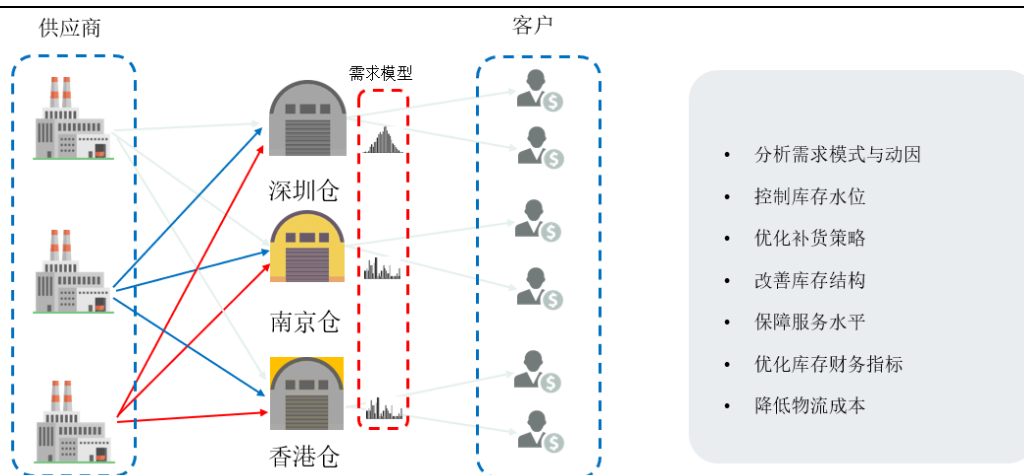 供应商
客户
需求模型
深圳仓
南京仓
香港仓
$
$
$
$
$
$
• 分析需求模式与动因
• 控制库存水位
• 优化补货策略
• 改善库存结构
• 保障服务水平
• 优化库存财务指标
• 降低物流成本